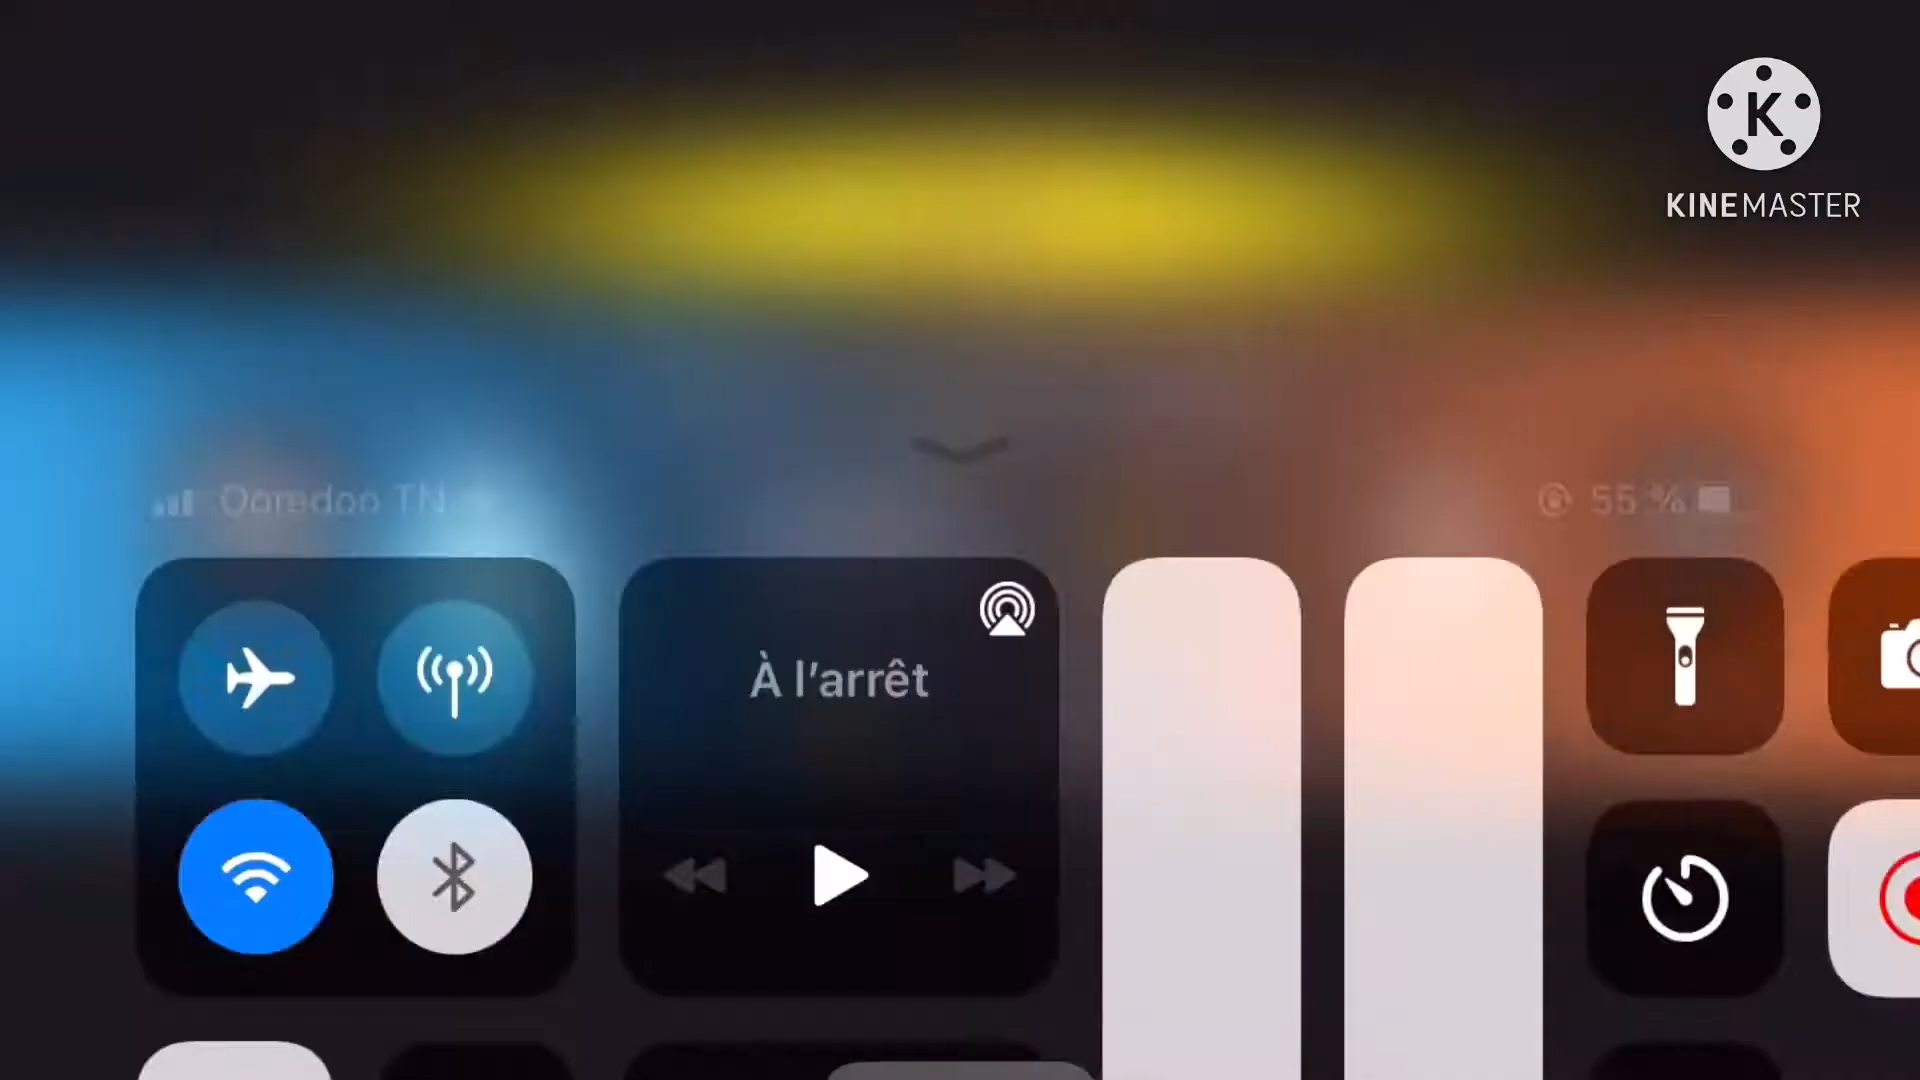 K
KINEMASTER
Ooredoo TN
55 %
À l'arrêt